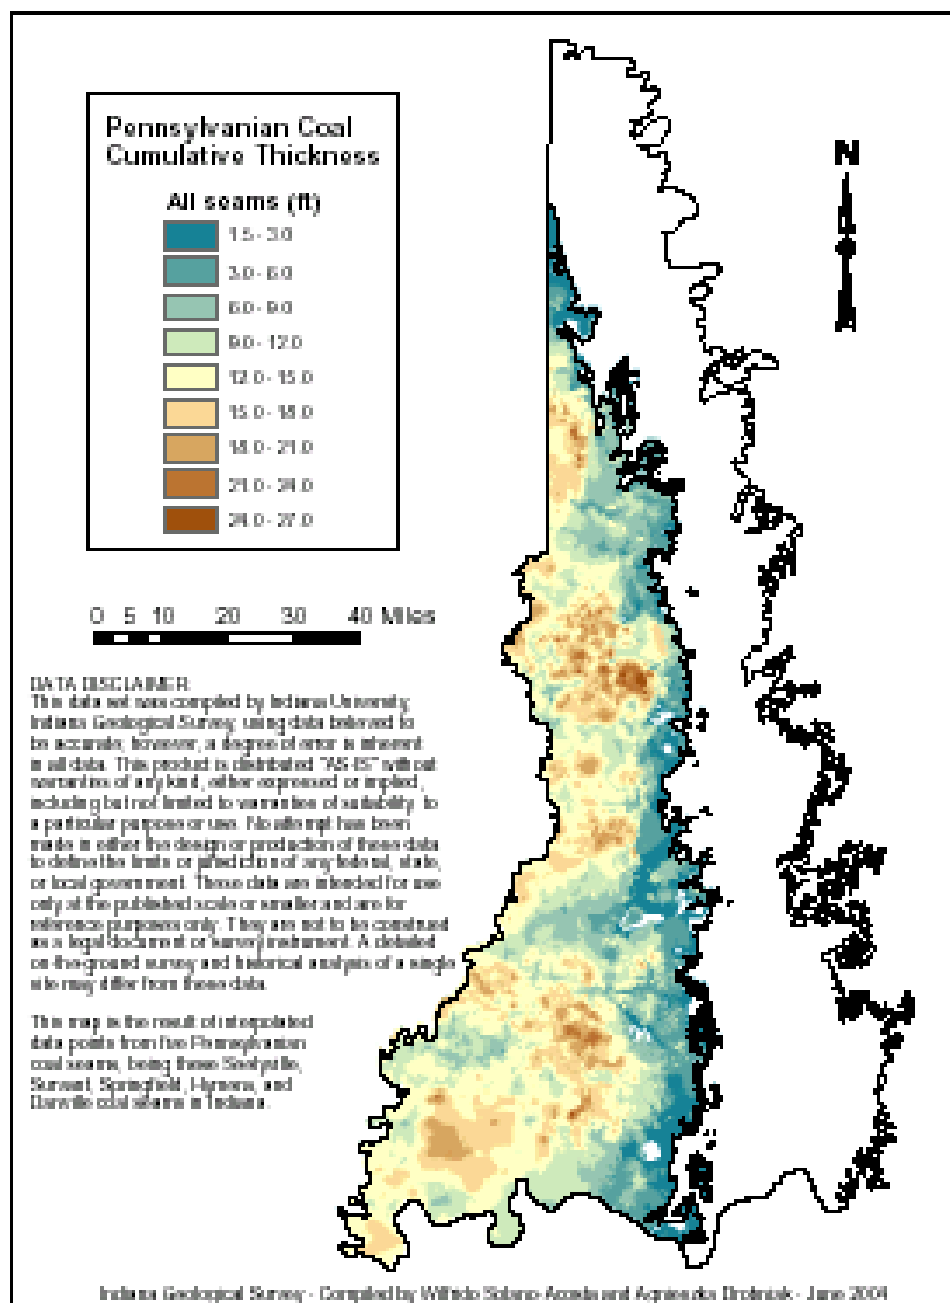 Pennsylvanian Coal
Cumulative Thickness
All seams (ft)
1.5 - 3.0
3.0 - 6.0
6.0 - 9.0
9.0 - 12.0
12.0 - 15.0
15.0 - 18.0
18.0 - 21.0
21.0 - 24.0
24.0 - 27.0
N
0 5 10 20 30 40 Miles
DATA DISCLAIMER
This data set was compiled by Indiana University,
Indiana Geological Survey, using data believed to
be accurate; however, a degree of error is inherent
in all data. This product is distributed "AS-IS" without
warranties of any kind, either expressed or implied,
including but not limited to warranties of suitability to
a particular purpose or use. No attempt has been
made in either the design or production of these data
to define the limits or jurisdiction of any federal, state,
or local government. These data are intended for use
only at the published scale or smaller and are for
reference purposes only. They are not to be construed
as a legal document or survey instrument. A detailed
on-the-ground survey and historical analysis of a single
site may differ from these data.
This map is the result of interpolated
data points from five Pennsylvanian
coal seams, being these Seelyville,
Survant, Springfield, Hymera, and
Danville coal seams in Indiana.
Indiana Geological Survey - Compiled by Wilfrido Solano-Acosta and Agnieszka Drobniak - June 2004